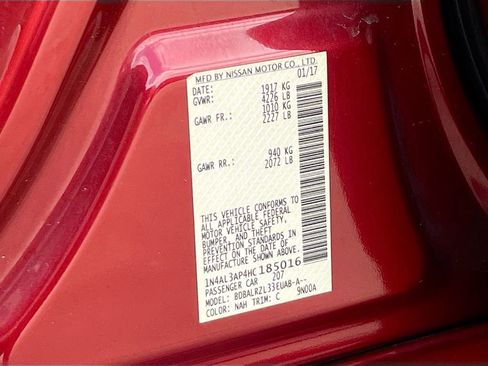 MFD BY NISSAN MOTOR CO., LTD.
DATE: 01/17
GVWR: 1917 KG
4226 LB
GAWR FR.: 1010 KG
2227 LB
GAWR RR.: 940 KG
2072 LB
THIS VEHICLE CONFORMS TO
ALL APPLICABLE FEDERAL
MOTOR VEHICLE SAFETY,
BUMPER, AND THEFT
PREVENTION STANDARDS IN
EFFECT ON THE DATE OF
1N4AL3AP4HC185016
PASSENGER CAR 207
MODEL: BDBALRZL33EUAB-A--
COLOR: NAH TRIM: C 9N00A